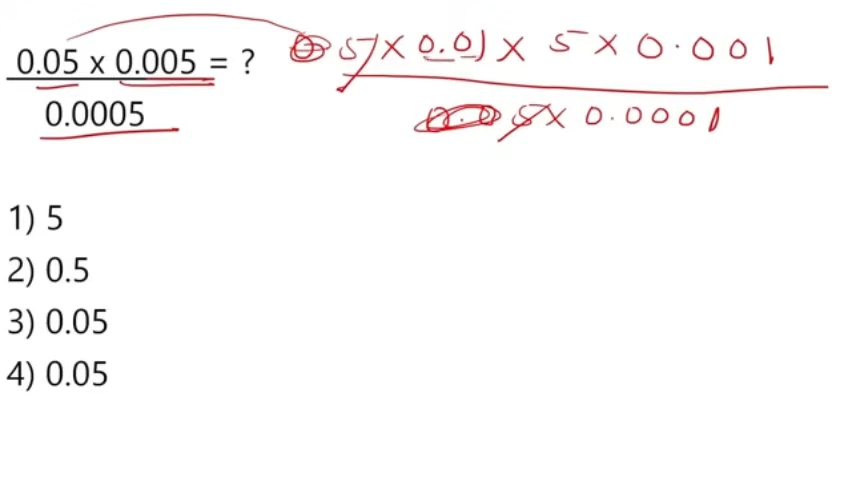 0.05 x 0.005 = ?
0.0005
5 × 0.01 × 5 × 0.001
5 × 0.0001
1) 5
2) 0.5
3) 0.05
4) 0.05